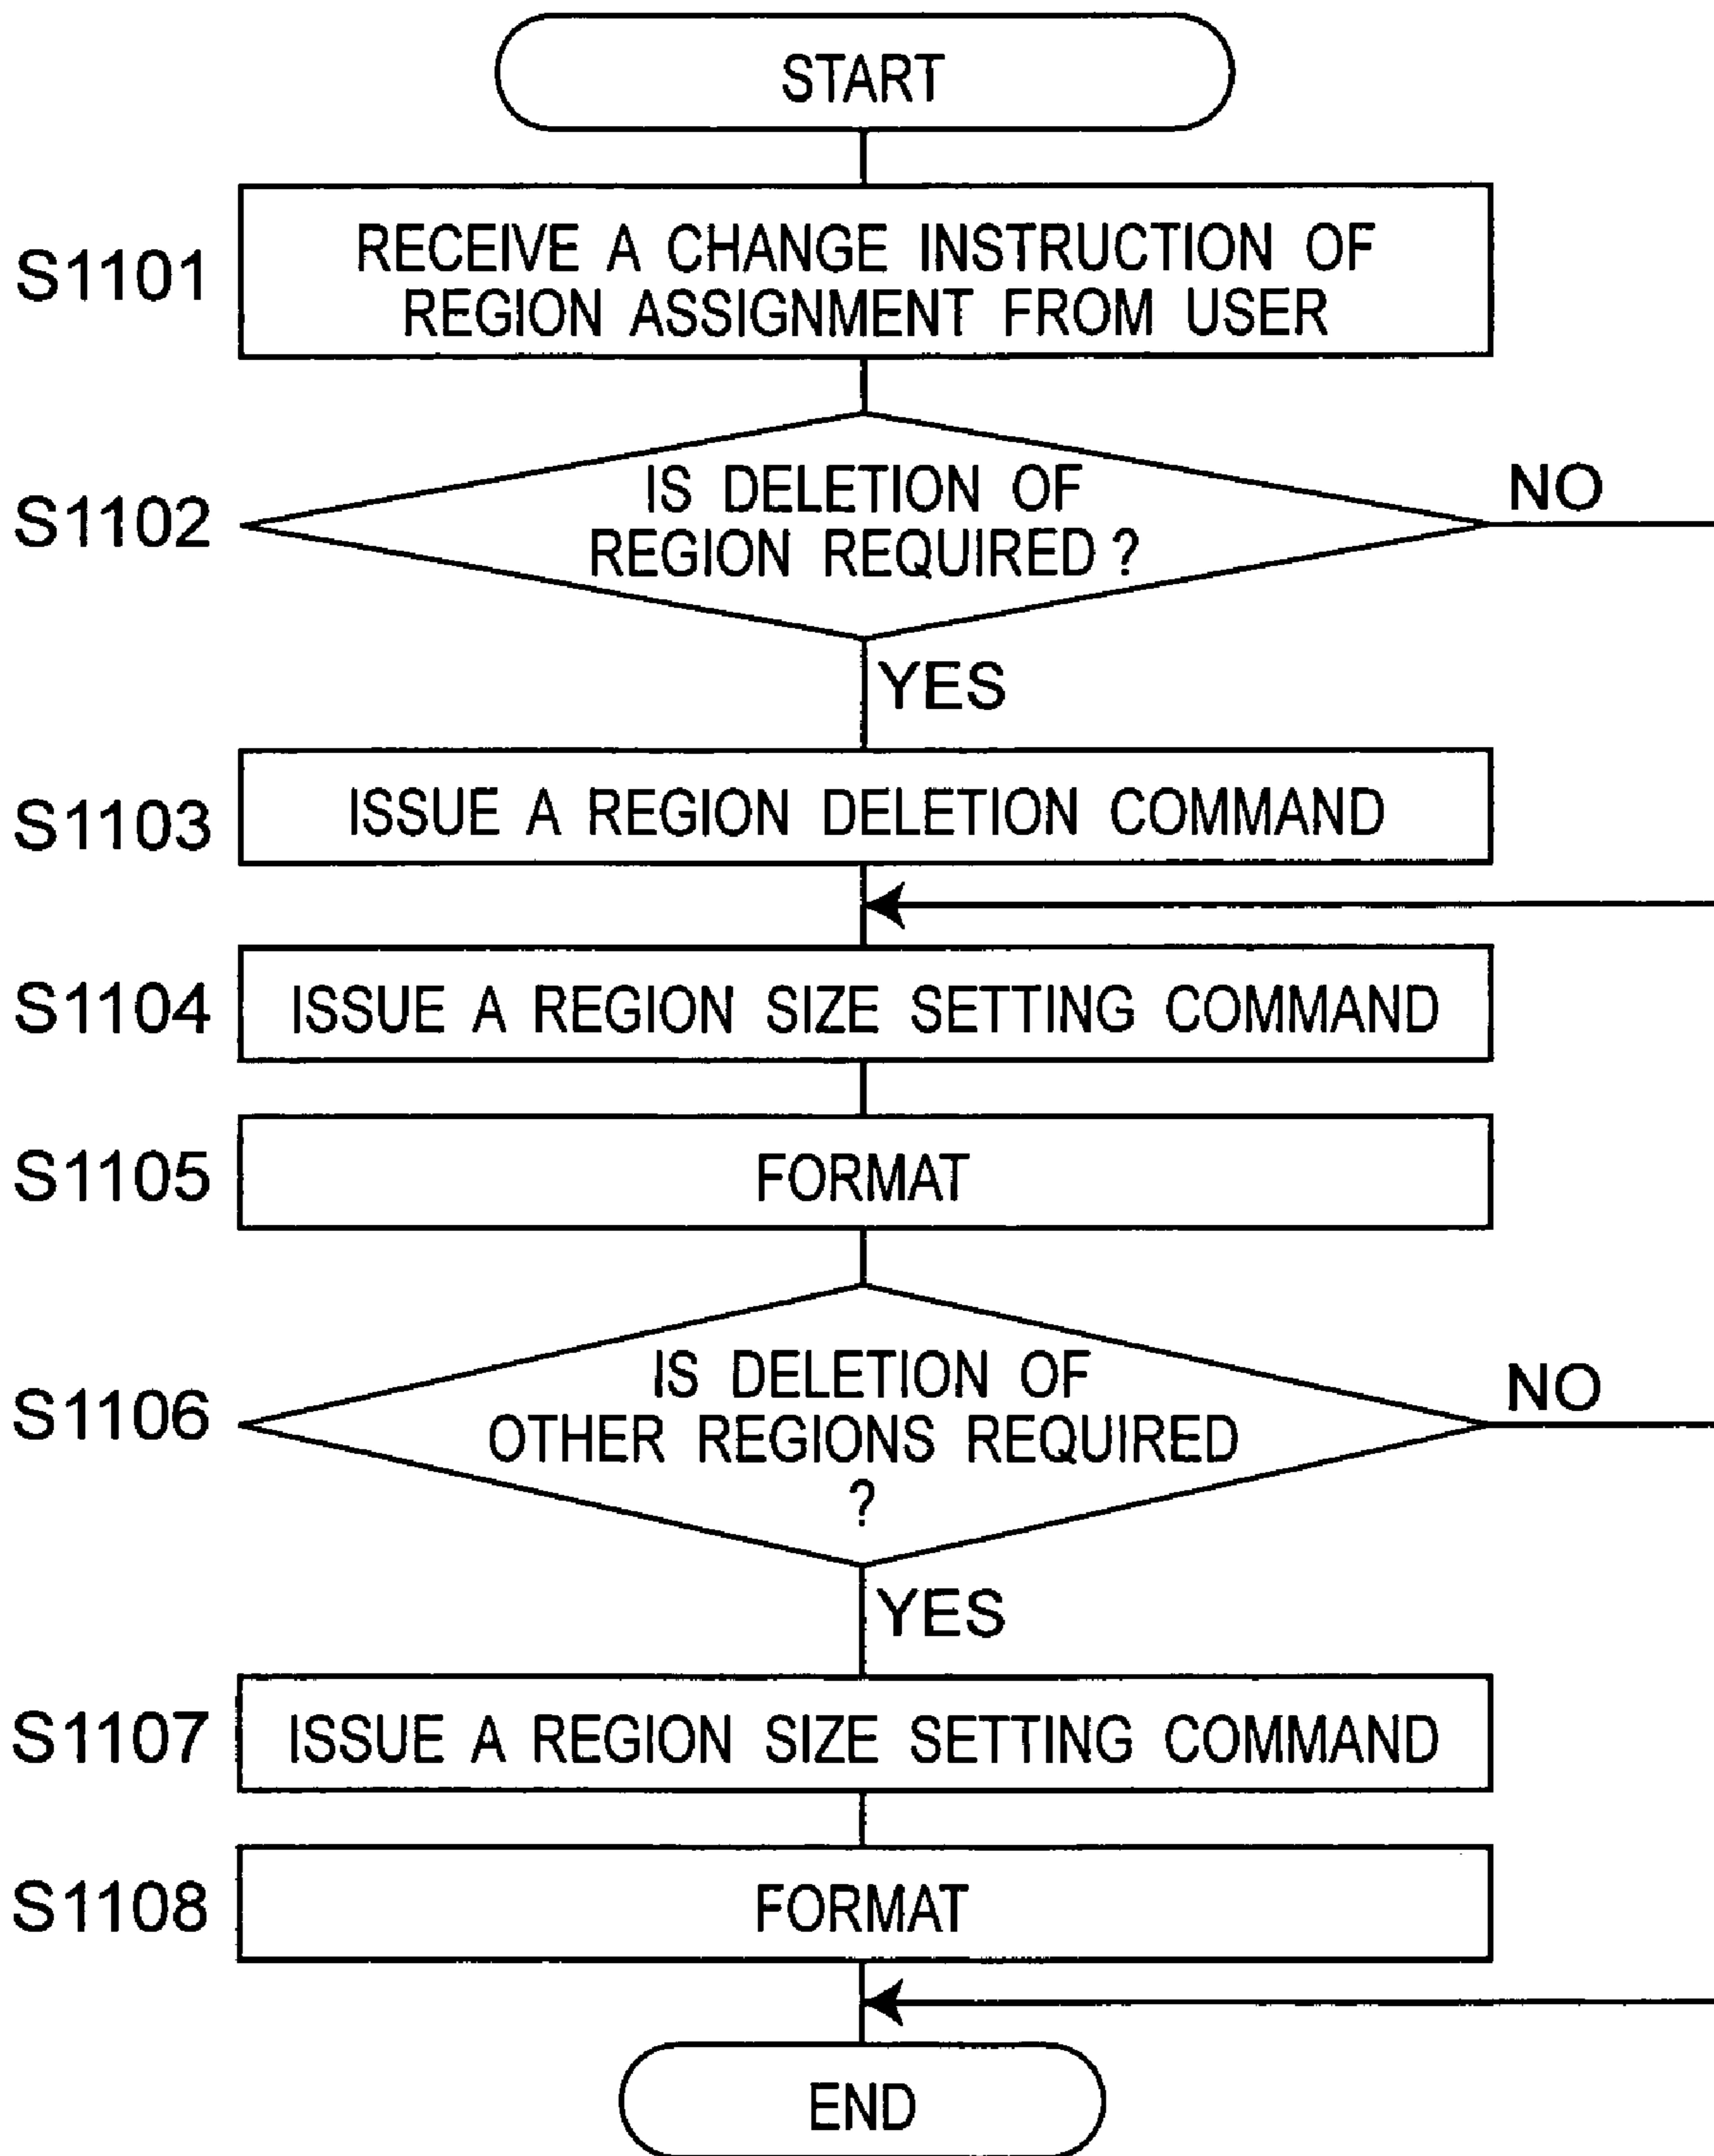 START
S1101
RECEIVE A CHANGE INSTRUCTION OF
REGION ASSIGNMENT FROM USER
S1102
IS DELETION OF
REGION REQUIRED ?
NO
YES
S1103
ISSUE A REGION DELETION COMMAND
S1104
ISSUE A REGION SIZE SETTING COMMAND
S1105
FORMAT
S1106
IS DELETION OF
OTHER REGIONS REQUIRED
?
NO
YES
S1107
ISSUE A REGION SIZE SETTING COMMAND
S1108
FORMAT
END